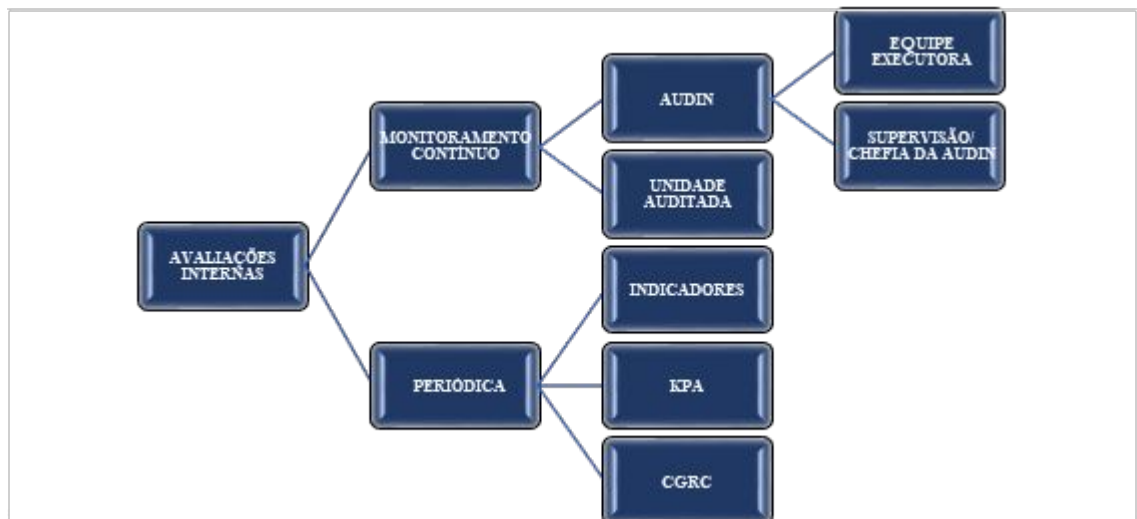 EQUIPE
EXECUTORA
AUDIN
SUPERVISÃO/
CHEFIA DA AUDIN
MONITORAMENTO
CONTÍNUO
UNIDADE
AUDITADA
AVALIAÇÕES
INTERNAS
INDICADORES
PERIÓDICA
KPA
CGRC